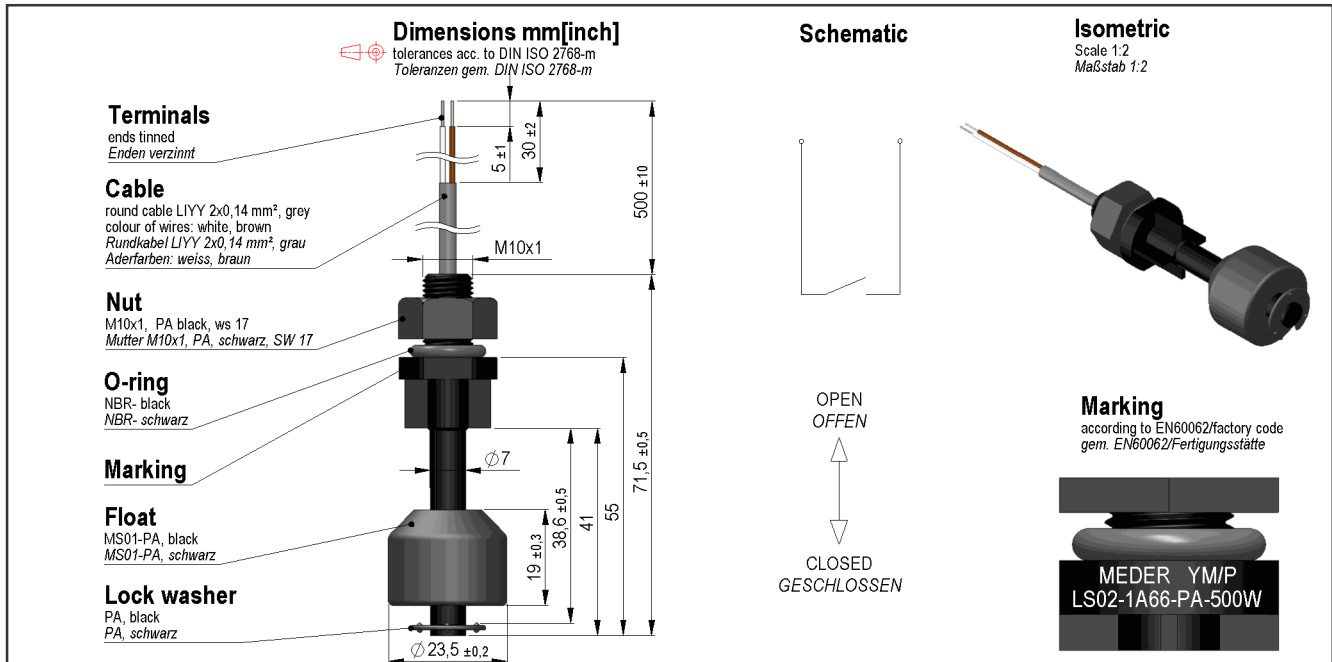 Dimensions mm[inch]
tolerances acc. to DIN ISO 2768-m
Toleranzen gem. DIN ISO 2768-m
Schematic
Isometric
Scale 1:2
Maßstab 1:2
Terminals
ends tinned
Enden verzinnt
Cable
round cable LIYY 2x0,14 mm², grey
colour of wires: white, brown
Rundkabel LIYY 2x0,14 mm², grau
Aderfarben: weiss, braun
Nut
M10x1, PA black, ws 17
Mutter M10x1, PA, schwarz, SW 17
O-ring
NBR- black
NBR- schwarz
Marking
Float
MS01-PA, black
MS01-PA, schwarz
Lock washer
PA, black
PA, schwarz
5 ±1
30 ±2
500 ±10
M10x1
Ø7
19 ±0,3
38,6 ±0,5
41
55
71,5 ±0,5
Ø 23,5 ±0,2
OPEN
OFFEN
CLOSED
GESCHLOSSEN
Marking
according to EN60062/factory code
gem. EN60062/Fertigungsstätte
MEDER YM/P
LS02-1A66-PA-500W